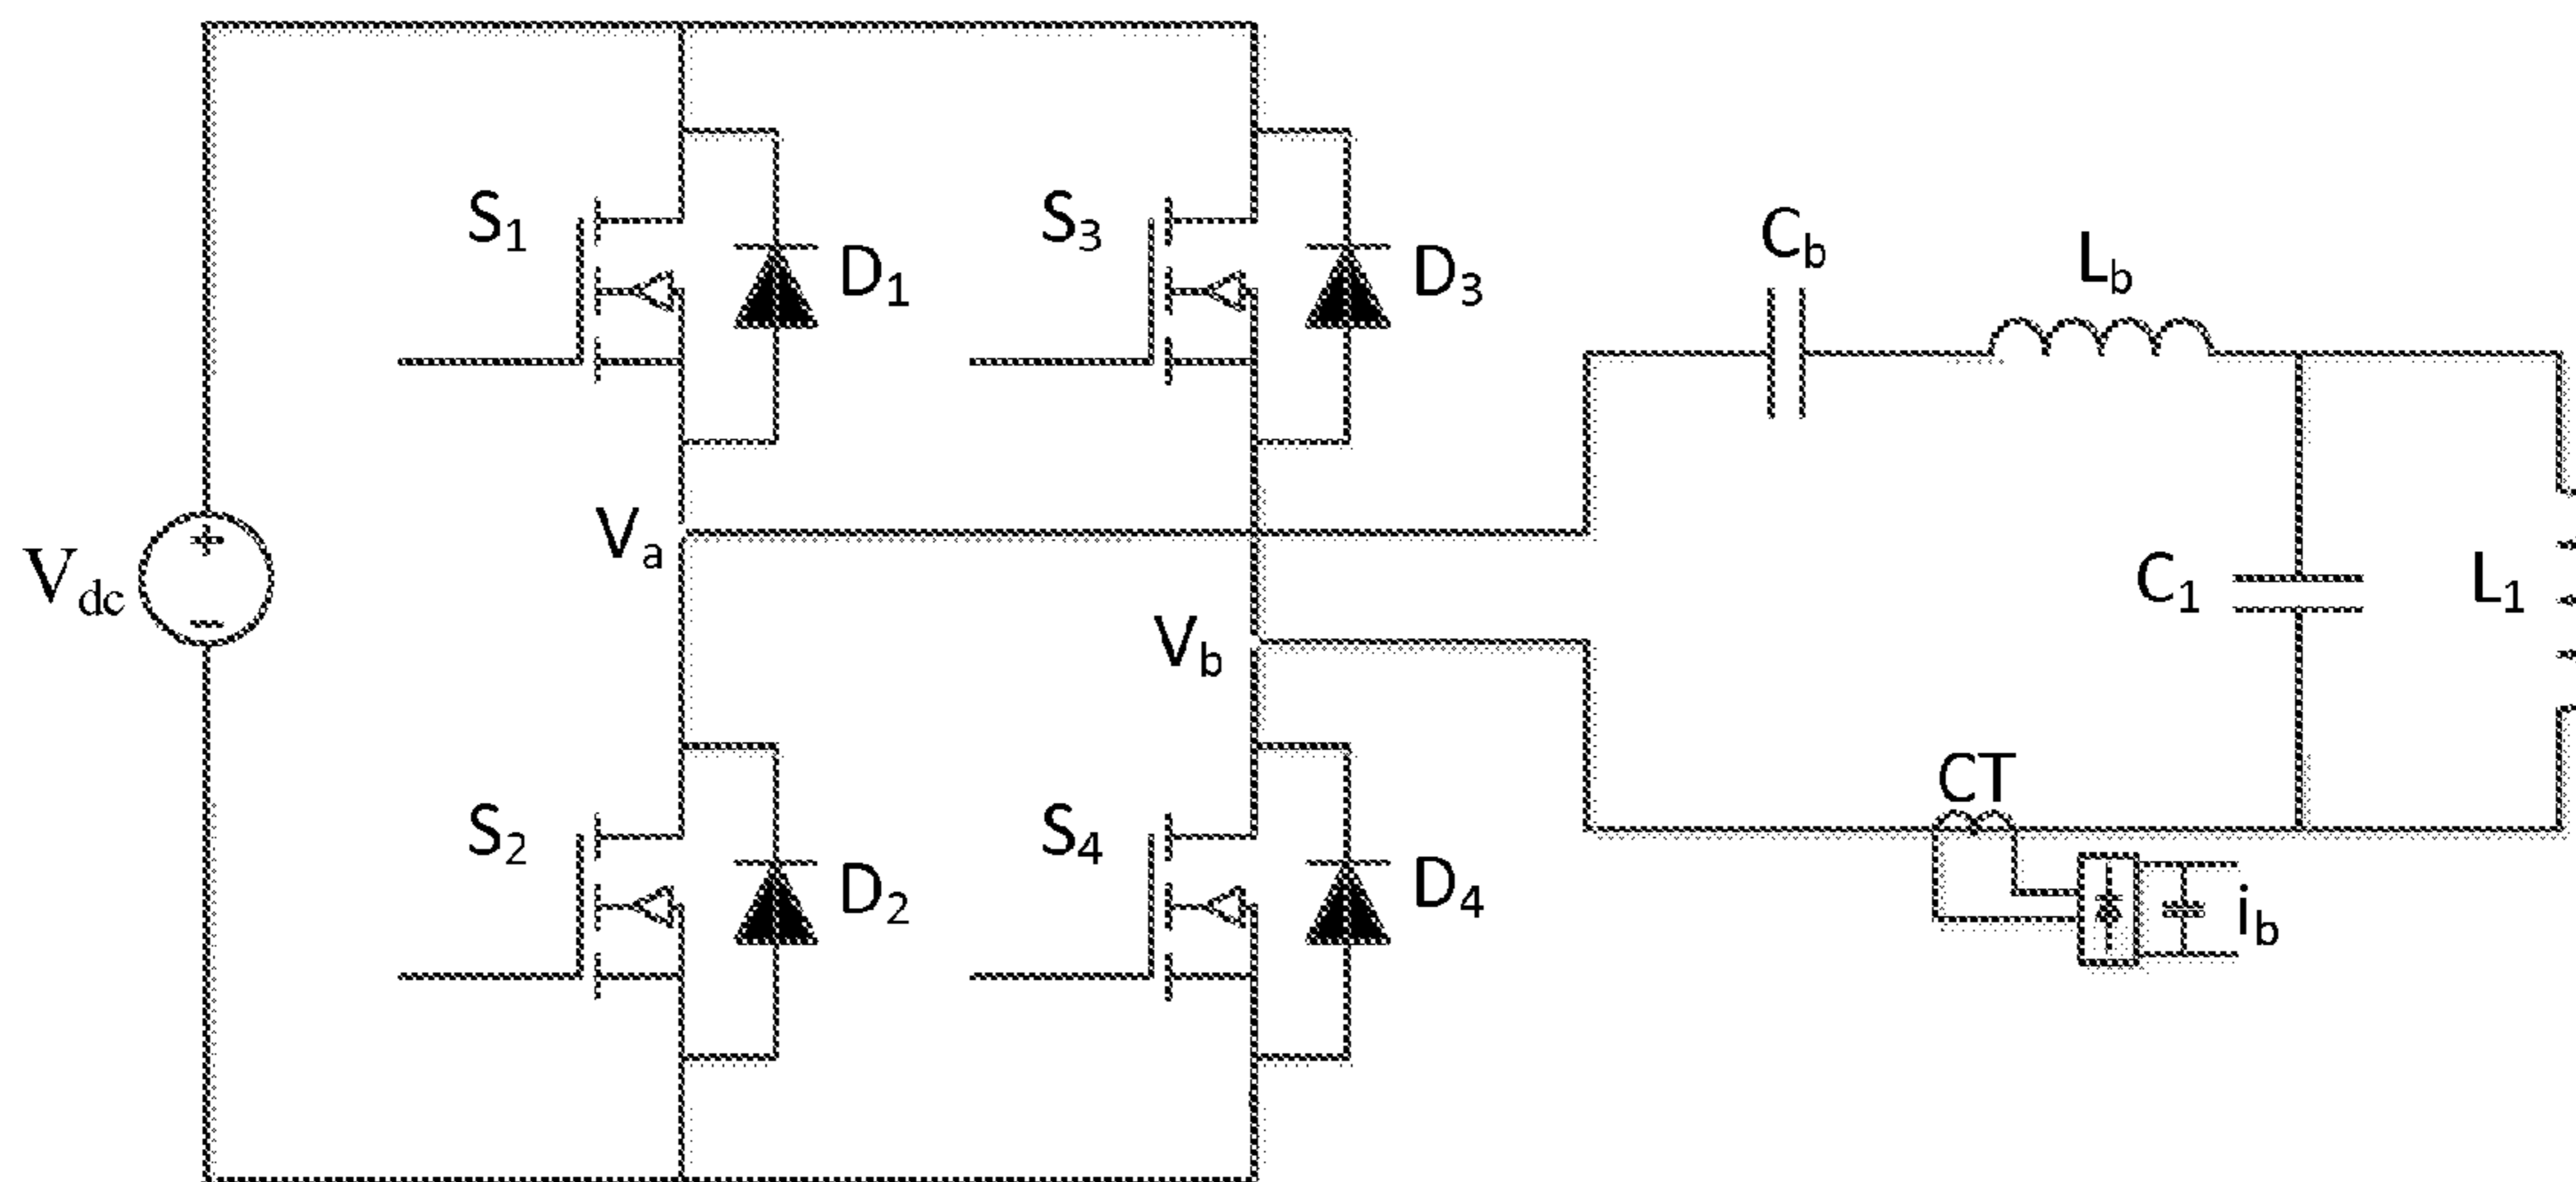 S1
S3
Cb
Lb
D1
D3
Va
Vdc
+
−
C1
L1
Vb
CT
S2
S4
D2
D4
ib